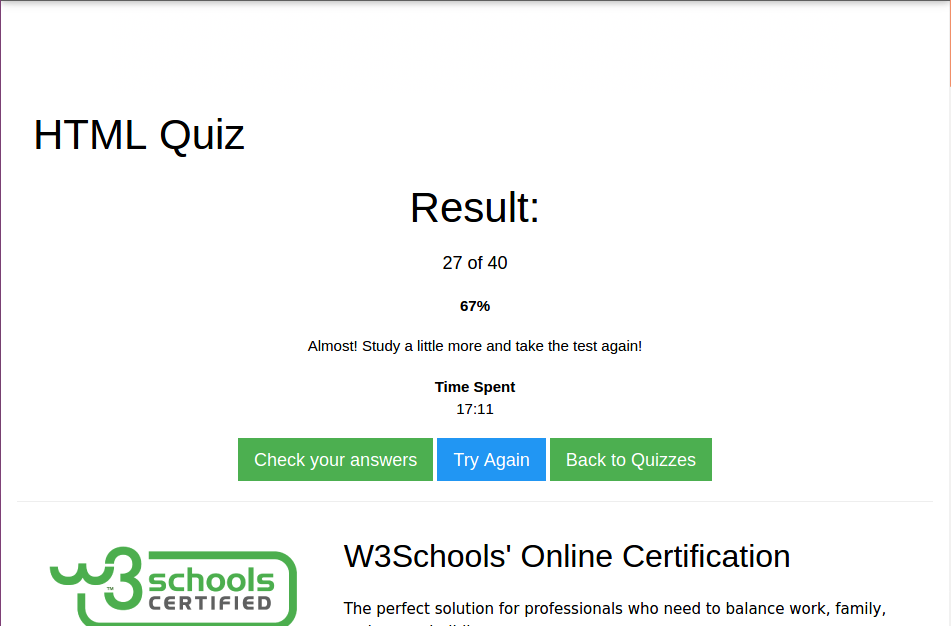 HTML Quiz
Result:
27 of 40
67%
Almost! Study a little more and take the test again!
Time Spent
17:11
Check your answers
Try Again
Back to Quizzes
w3schools
CERTIFIED
™
W3Schools' Online Certification
The perfect solution for professionals who need to balance work, family,